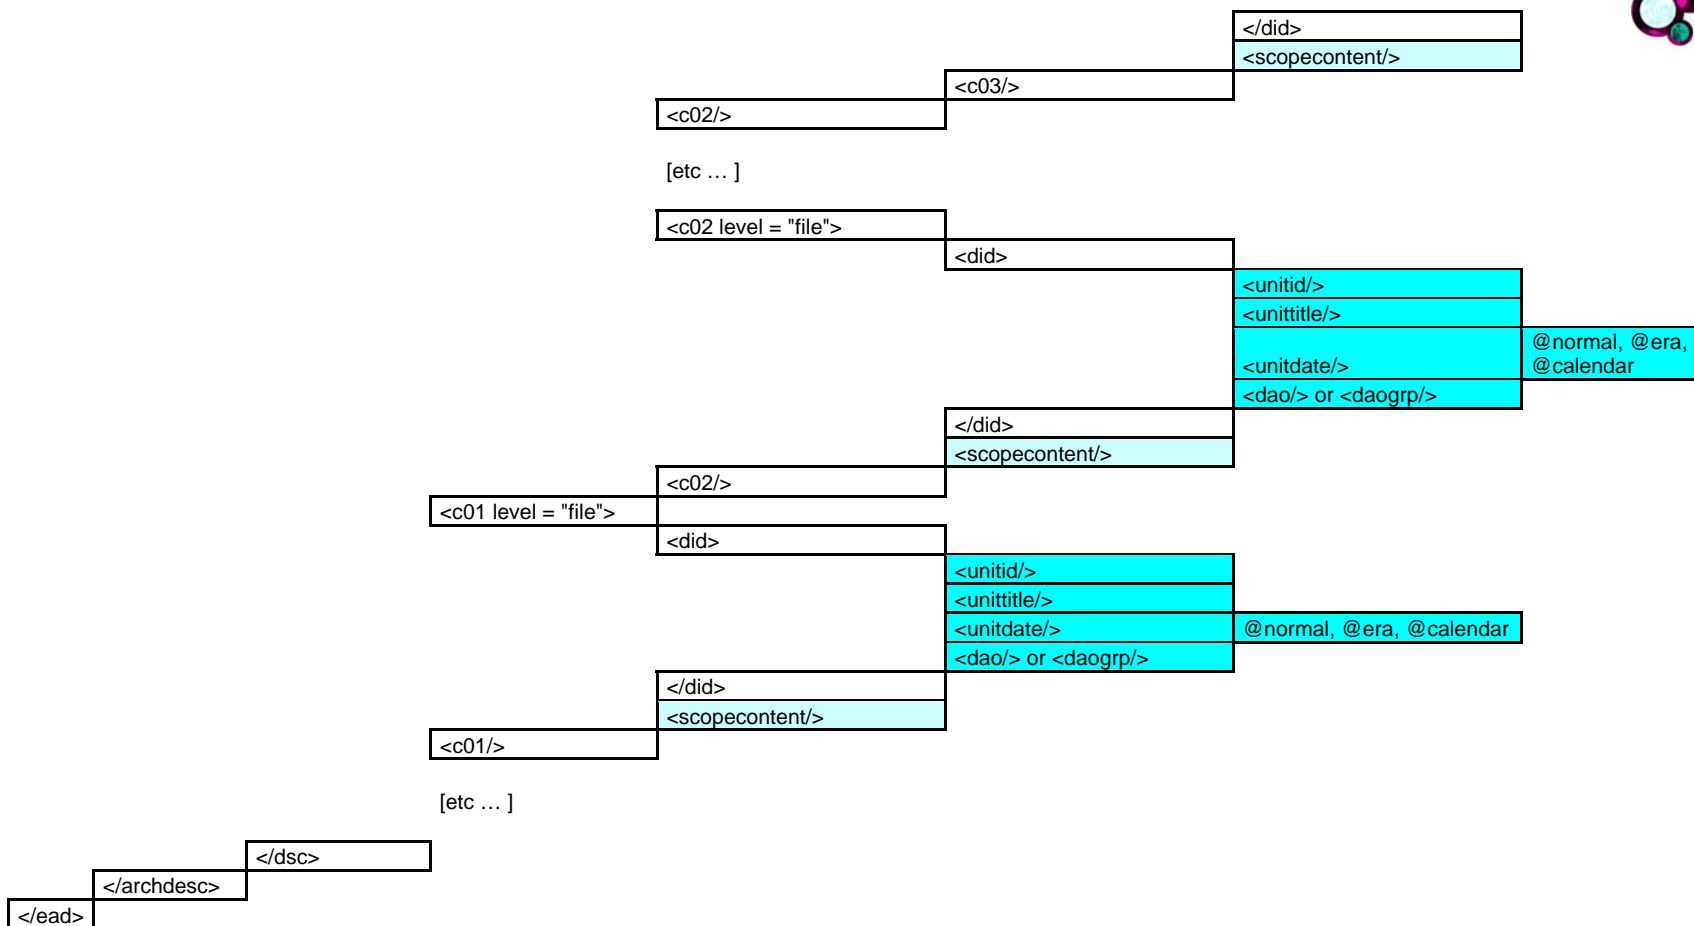 </did>
<scopecontent/>
<c03/>
<c02/>
[etc … ]
<c02 level = "file">
<did>
<unitid/>
<unittitle/>
@normal, @era,
<unitdate/> @calendar
<dao/> or <daogrp/>
</did>
<scopecontent/>
<c02/>
<c01 level = "file">
<did>
<unitid/>
<unittitle/>
<unitdate/> @normal, @era, @calendar
<dao/> or <daogrp/>
</did>
<scopecontent/>
<c01/>
[etc … ]
</dsc>
</archdesc>
</ead>